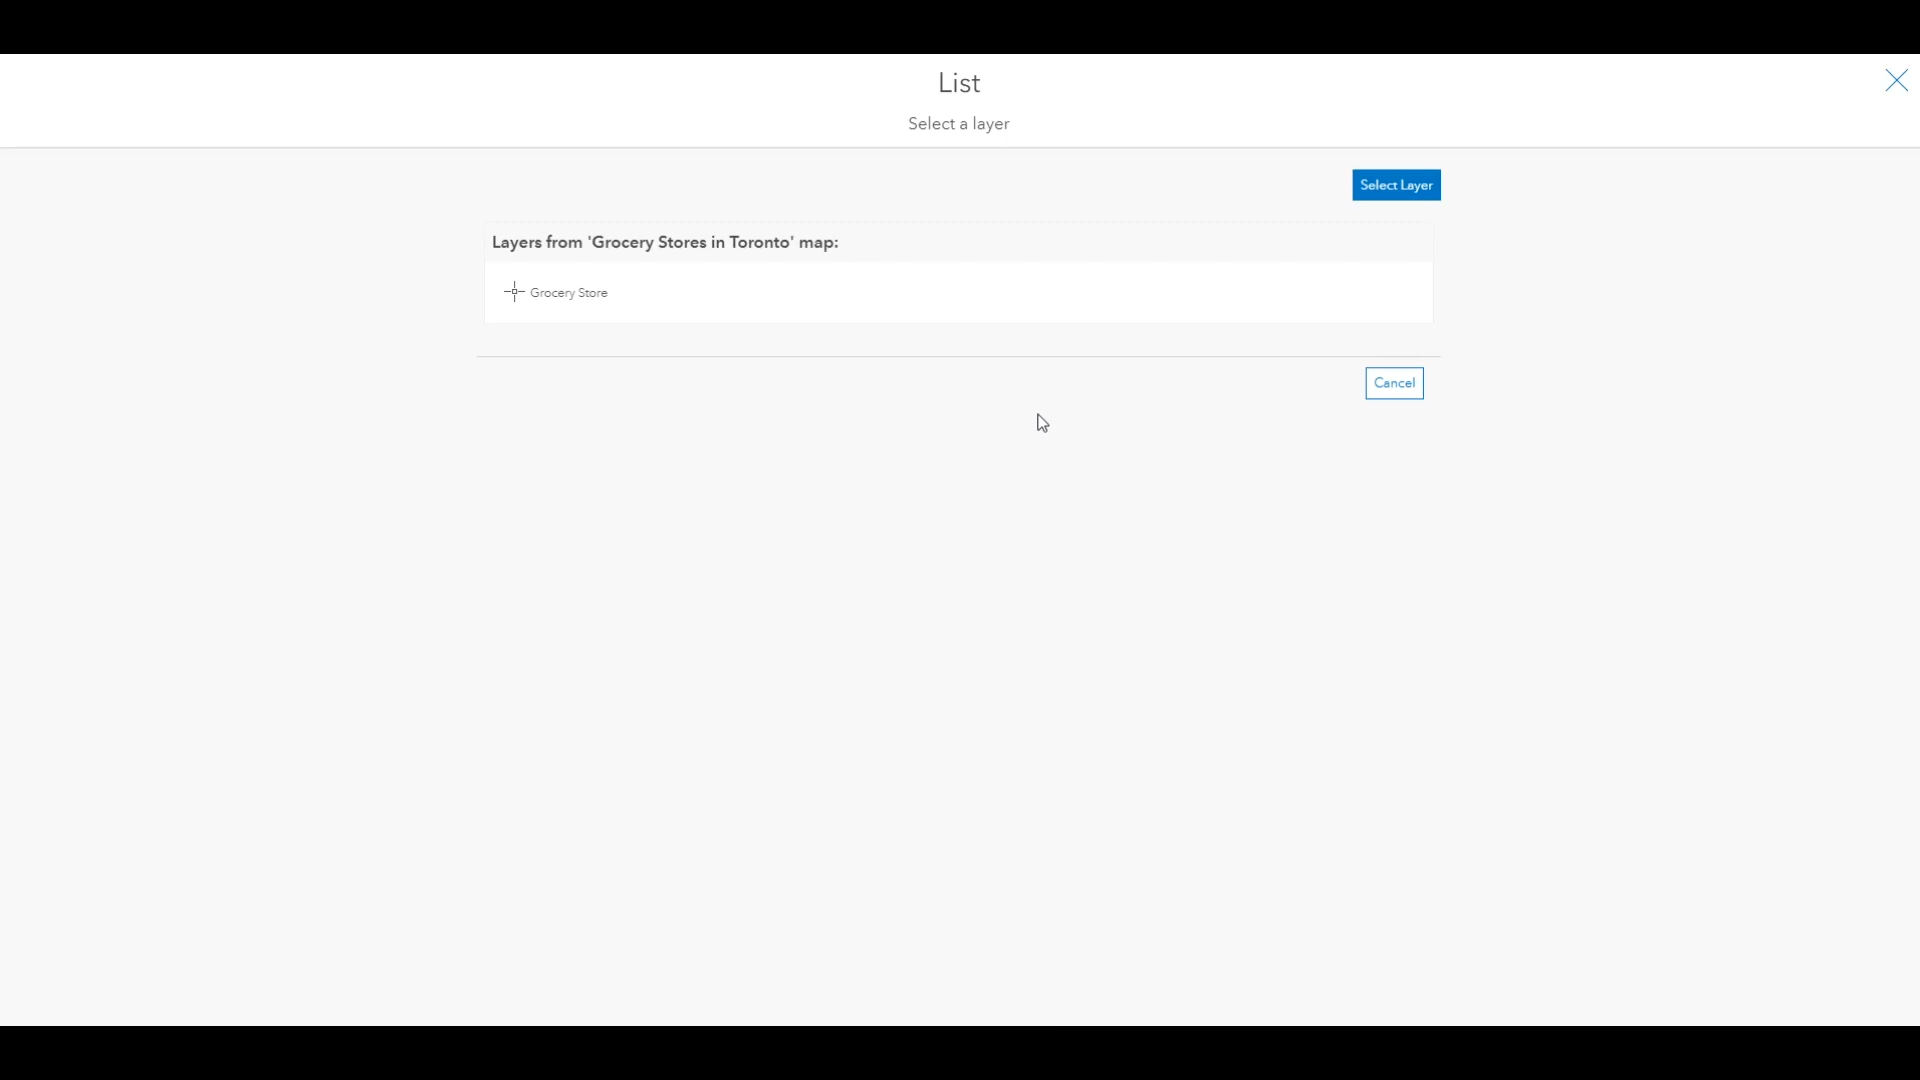 List
Select a layer
Select Layer
Layers from 'Grocery Stores in Toronto' map:
Grocery Store
Cancel